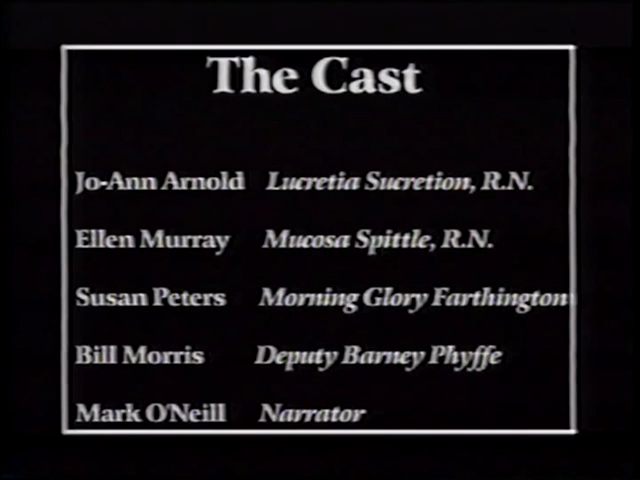 The Cast
Jo-Ann Arnold Lucretia Sucretion, R.N.
Ellen Murray Mucosa Spittle, R.N.
Susan Peters Morning Glory Farthington
Bill Morris Deputy Barney Phyffe
Mark O'Neill Narrator